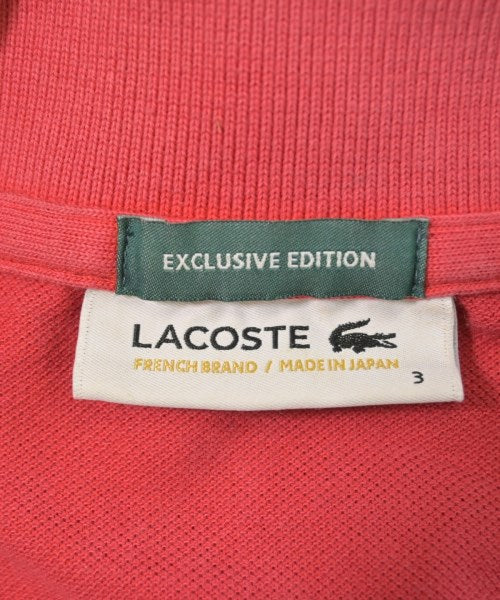 EXCLUSIVE EDITION
LACOSTE
FRENCH BRAND / MADE IN JAPAN
3